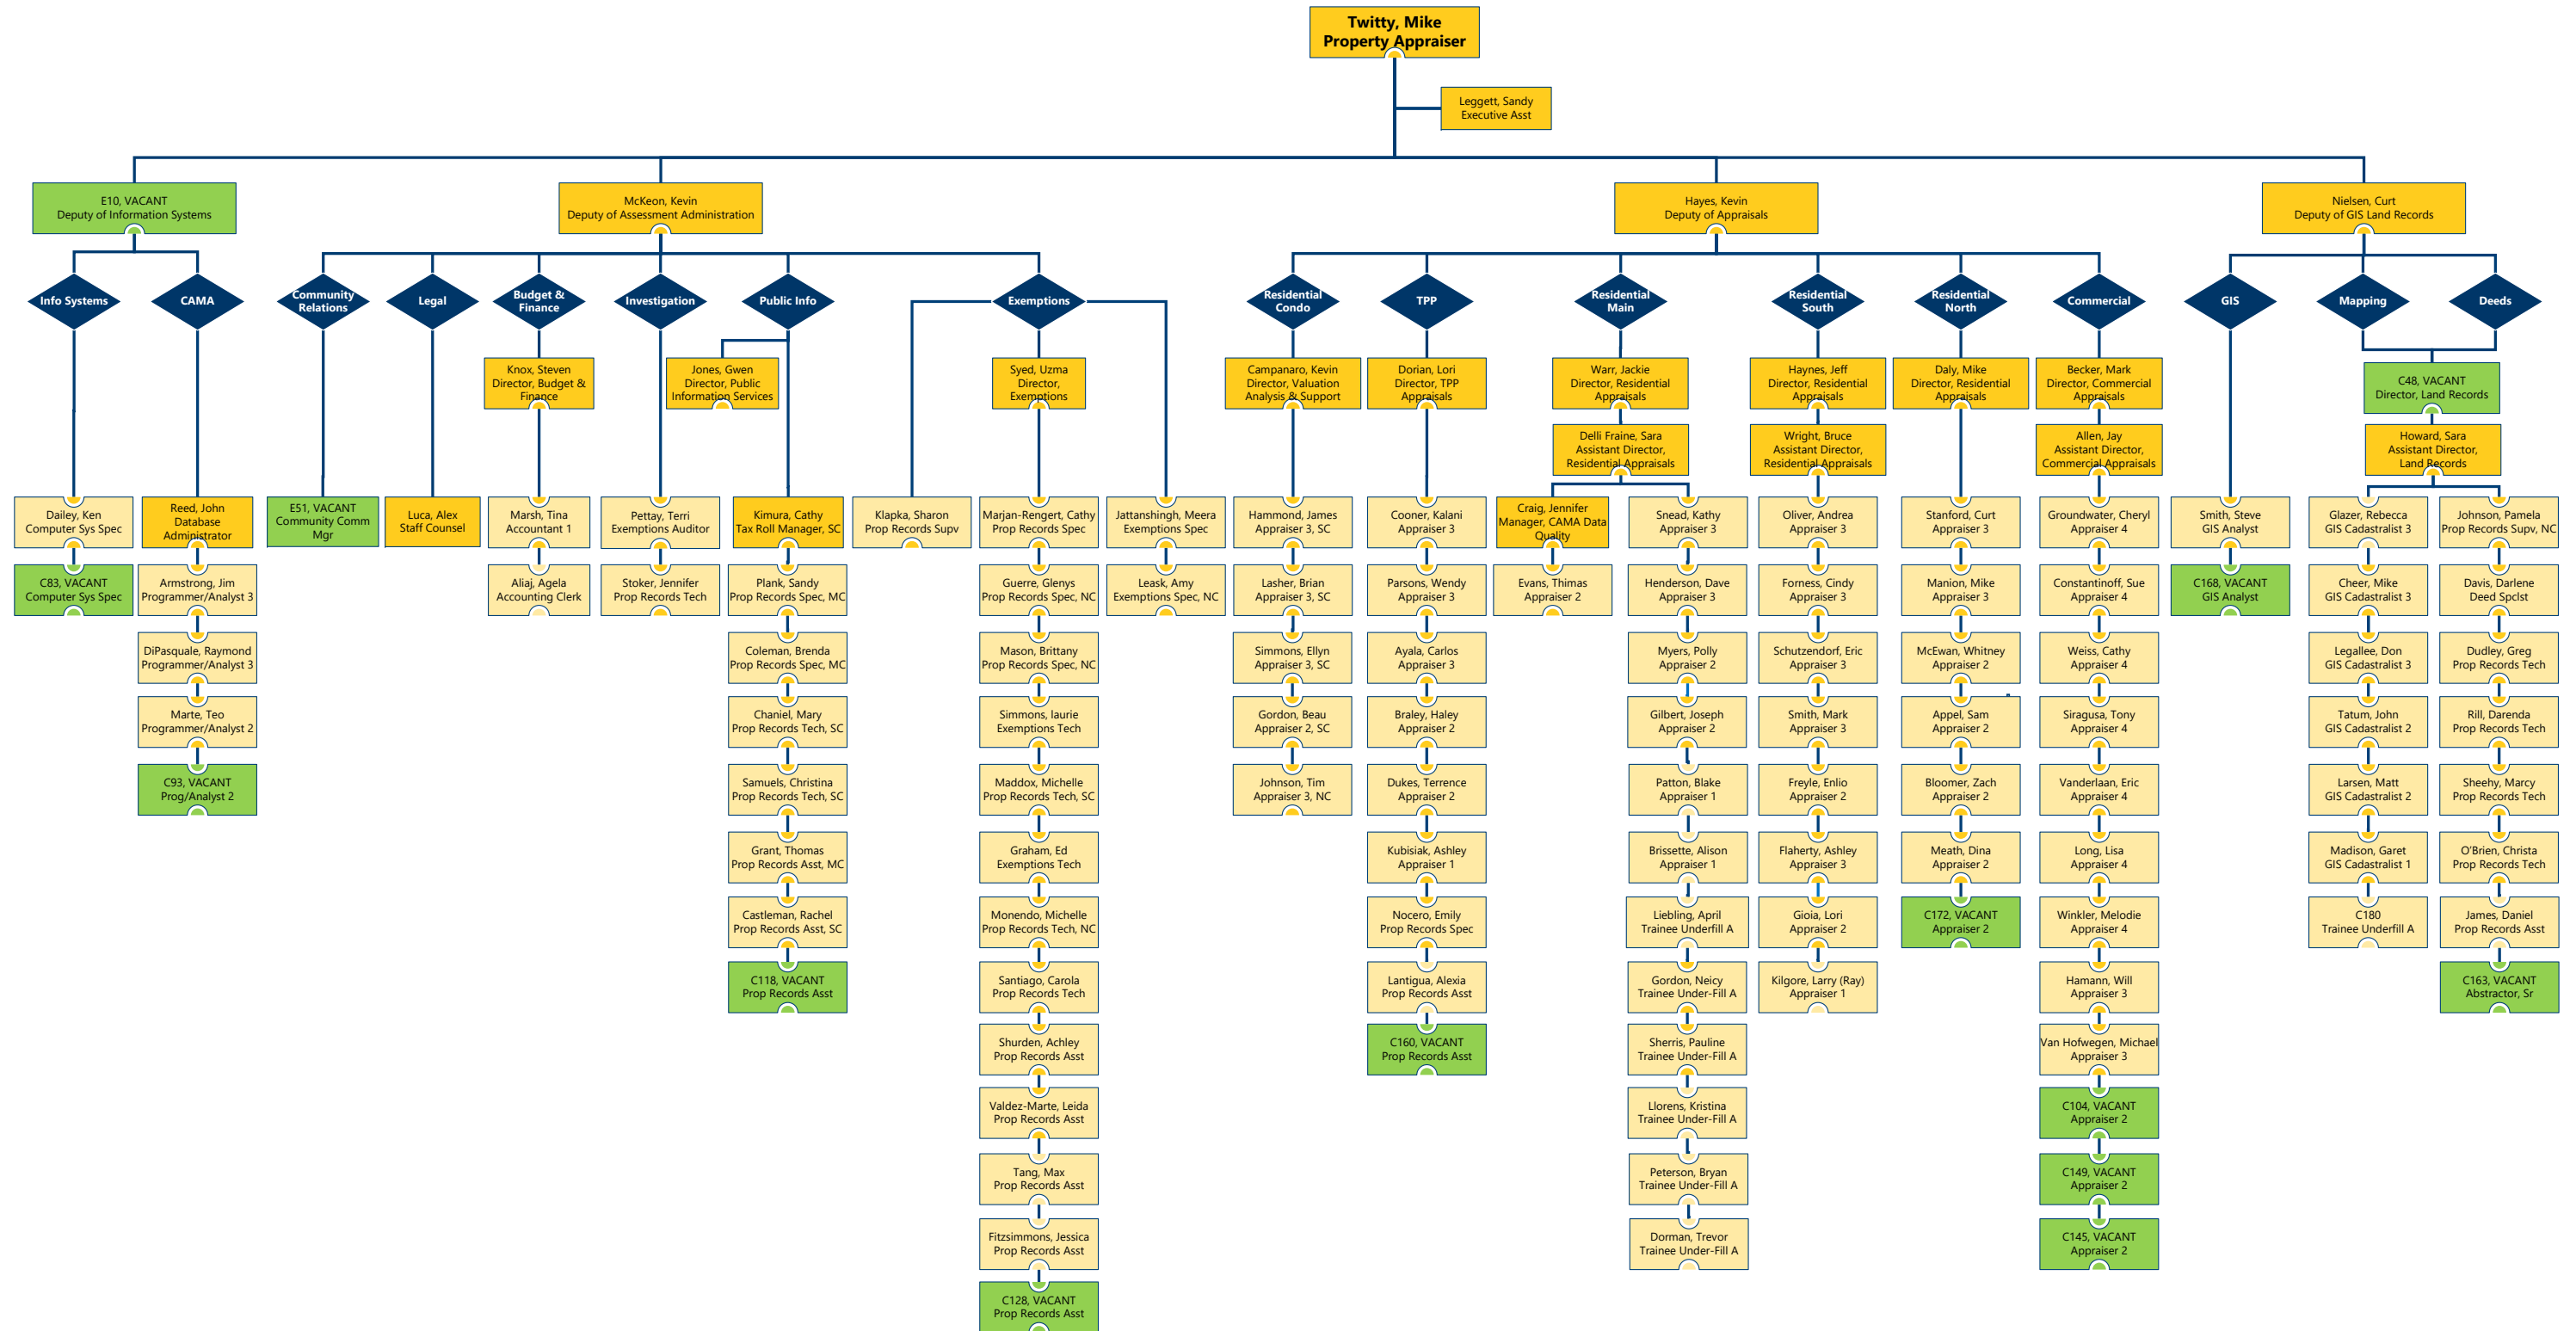 Twitty, Mike
Property Appraiser
Leggett, Sandy
Executive Asst
E10, VACANT
Deputy of Information Systems
McKeon, Kevin
Deputy of Assessment Administration
Hayes, Kevin
Deputy of Appraisals
Nielsen, Curt
Deputy of GIS Land Records
Info Systems
CAMA
Community
Relations
Legal
Budget &
Finance
Investigation
Public Info
Exemptions
Residential
Condo
TPP
Residential
Main
Residential
South
Residential
North
Commercial
GIS
Mapping
Deeds
Knox, Steven
Director, Budget &
Finance
Jones, Gwen
Director, Public
Information Services
Syed, Uzma
Director,
Exemptions
Campanaro, Kevin
Director, Valuation
Analysis & Support
Dorian, Lori
Director, TPP
Appraisals
Warr, Jackie
Director, Residential
Appraisals
Haynes, Jeff
Director, Residential
Appraisals
Daly, Mike
Director, Residential
Appraisals
Becker, Mark
Director, Commercial
Appraisals
C48, VACANT
Director, Land Records
Delli Fraine, Sara
Assistant Director,
Residential Appraisals
Wright, Bruce
Assistant Director,
Residential Appraisals
Allen, Jay
Assistant Director,
Commercial Appraisals
Howard, Sara
Assistant Director,
Land Records
Dailey, Ken
Computer Sys Spec
Reed, John
Database
Administrator
E51, VACANT
Community Comm
Mgr
Luca, Alex
Staff Counsel
Marsh, Tina
Accountant 1
Pettay, Terri
Exemptions Auditor
Kimura, Cathy
Tax Roll Manager, SC
Klapka, Sharon
Prop Records Supv
Marjan-Rengert, Cathy
Prop Records Spec
Jattanshingh, Meera
Exemptions Spec
Hammond, James
Appraiser 3, SC
Cooner, Kalani
Appraiser 3
Craig, Jennifer
Manager, CAMA Data
Quality
Snead, Kathy
Appraiser 3
Oliver, Andrea
Appraiser 3
Stanford, Curt
Appraiser 3
Groundwater, Cheryl
Appraiser 4
Smith, Steve
GIS Analyst
Glazer, Rebecca
GIS Cadastralist 3
Johnson, Pamela
Prop Records Supv, NC
C83, VACANT
Computer Sys Spec
Armstrong, Jim
Programmer/Analyst 3
Aliaj, Agela
Accounting Clerk
Stoker, Jennifer
Prop Records Tech
Plank, Sandy
Prop Records Spec, MC
Guerre, Glenys
Prop Records Spec, NC
Leask, Amy
Exemptions Spec, NC
Lasher, Brian
Appraiser 3, SC
Parsons, Wendy
Appraiser 3
Evans, Thimas
Appraiser 2
Henderson, Dave
Appraiser 3
Forness, Cindy
Appraiser 3
Manion, Mike
Appraiser 3
Constantinoff, Sue
Appraiser 4
C168, VACANT
GIS Analyst
Cheer, Mike
GIS Cadastralist 3
Davis, Darlene
Deed Spclst
DiPasquale, Raymond
Programmer/Analyst 3
Coleman, Brenda
Prop Records Spec, MC
Mason, Brittany
Prop Records Spec, NC
Simmons, Ellyn
Appraiser 3, SC
Ayala, Carlos
Appraiser 3
Myers, Polly
Appraiser 2
Schutzendorf, Eric
Appraiser 3
McEwan, Whitney
Appraiser 2
Weiss, Cathy
Appraiser 4
Legallee, Don
GIS Cadastralist 3
Dudley, Greg
Prop Records Tech
Marte, Teo
Programmer/Analyst 2
Chaniel, Mary
Prop Records Tech, SC
Simmons, laurie
Exemptions Tech
Gordon, Beau
Appraiser 2, SC
Braley, Haley
Appraiser 2
Gilbert, Joseph
Appraiser 2
Smith, Mark
Appraiser 3
Appel, Sam
Appraiser 2
Siragusa, Tony
Appraiser 4
Tatum, John
GIS Cadastralist 2
Rill, Darenda
Prop Records Tech
C93, VACANT
Prog/Analyst 2
Samuels, Christina
Prop Records Tech, SC
Maddox, Michelle
Prop Records Tech, SC
Johnson, Tim
Appraiser 3, NC
Dukes, Terrence
Appraiser 2
Patton, Blake
Appraiser 1
Freyle, Enlio
Appraiser 2
Bloomer, Zach
Appraiser 2
Vanderlaan, Eric
Appraiser 4
Larsen, Matt
GIS Cadastralist 2
Sheehy, Marcy
Prop Records Tech
Grant, Thomas
Prop Records Asst, MC
Graham, Ed
Exemptions Tech
Kubisiak, Ashley
Appraiser 1
Brissette, Alison
Appraiser 1
Flaherty, Ashley
Appraiser 3
Meath, Dina
Appraiser 2
Long, Lisa
Appraiser 4
Madison, Garet
GIS Cadastralist 1
O'Brien, Christa
Prop Records Tech
Castleman, Rachel
Prop Records Asst, SC
Monendo, Michelle
Prop Records Tech, NC
Nocero, Emily
Prop Records Spec
Liebling, April
Trainee Underfill A
Gioia, Lori
Appraiser 2
C172, VACANT
Appraiser 2
Winkler, Melodie
Appraiser 4
C180
Trainee Underfill A
James, Daniel
Prop Records Asst
C118, VACANT
Prop Records Asst
Santiago, Carola
Prop Records Tech
Lantigua, Alexia
Prop Records Asst
Gordon, Neicy
Trainee Under-Fill A
Kilgore, Larry (Ray)
Appraiser 1
Hamann, Will
Appraiser 3
C163, VACANT
Abstractor, Sr
Shurden, Achley
Prop Records Asst
C160, VACANT
Prop Records Asst
Sherris, Pauline
Trainee Under-Fill A
Van Hofwegen, Michael
Appraiser 3
Valdez-Marte, Leida
Prop Records Asst
Llorens, Kristina
Trainee Under-Fill A
C104, VACANT
Appraiser 2
Tang, Max
Prop Records Asst
Peterson, Bryan
Trainee Under-Fill A
C149, VACANT
Appraiser 2
Fitzsimmons, Jessica
Prop Records Asst
Dorman, Trevor
Trainee Under-Fill A
C145, VACANT
Appraiser 2
C128, VACANT
Prop Records Asst